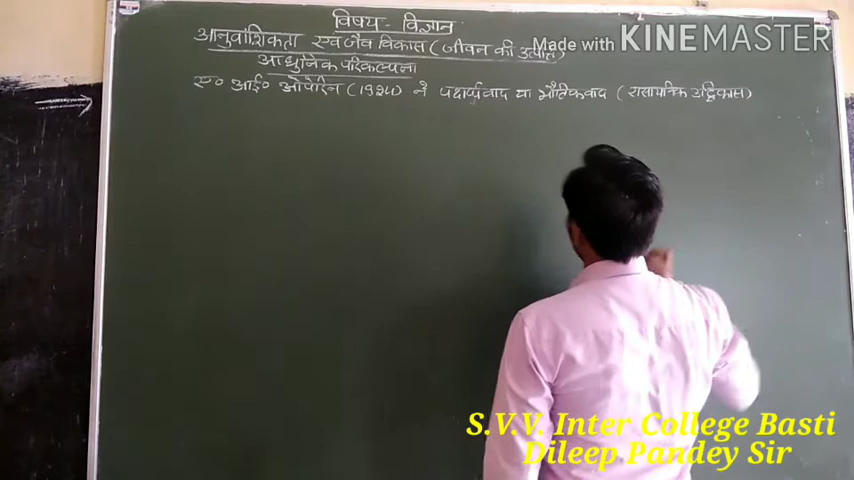 विषय - विज्ञान
आनुवांशिकता एवं जैव विकास ( जीवन की उत्पत्ति )
Made with KINEMASTER
आधुनिक परिकल्पना
ए० आई० ओपेरिन (1924) ने पदार्थवाद या भौतिकवाद ( रासायनिक उद्विकास )
S.V.V. Inter College Basti
Dileep Pandey Sir